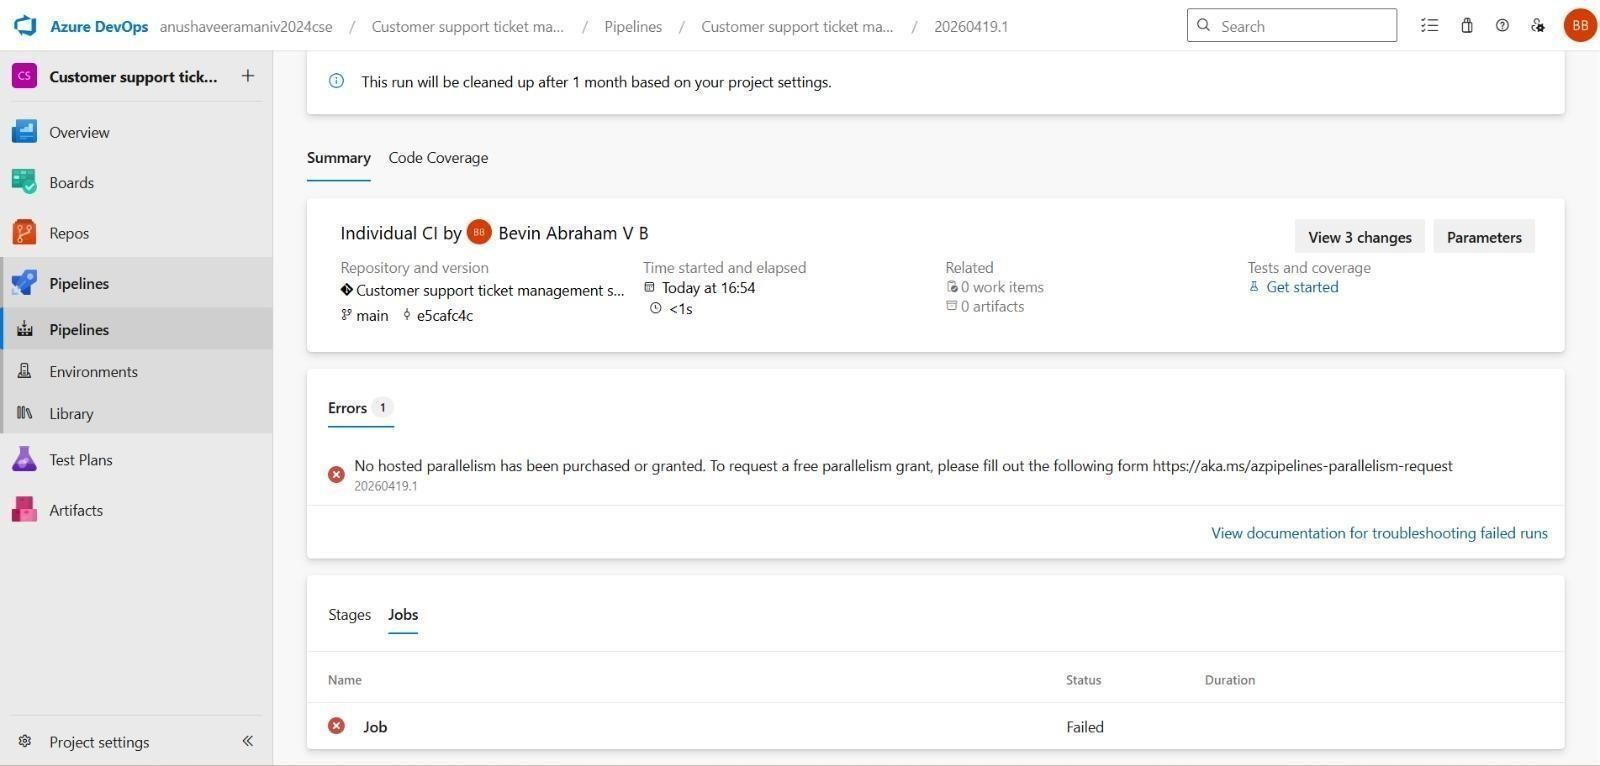 Azure DevOps anushaveeramaniv2024cse / Customer support ticket ma... / Pipelines / Customer support ticket ma... / 20260419.1 Search BB
CS Customer support tick... +
Overview
Boards
Repos
Pipelines
Pipelines
Environments
Library
Test Plans
Artifacts
Project settings
This run will be cleaned up after 1 month based on your project settings.
Summary Code Coverage
Individual CI by BB Bevin Abraham V B
View 3 changes Parameters
Repository and version
Customer support ticket management s...
main e5cafc4c
Time started and elapsed
Today at 16:54
<1s
Related
0 work items
0 artifacts
Tests and coverage
Get started
Errors 1
No hosted parallelism has been purchased or granted. To request a free parallelism grant, please fill out the following form https://aka.ms/azpipelines-parallelism-request
20260419.1
View documentation for troubleshooting failed runs
Stages Jobs
Name Status Duration
Job Failed